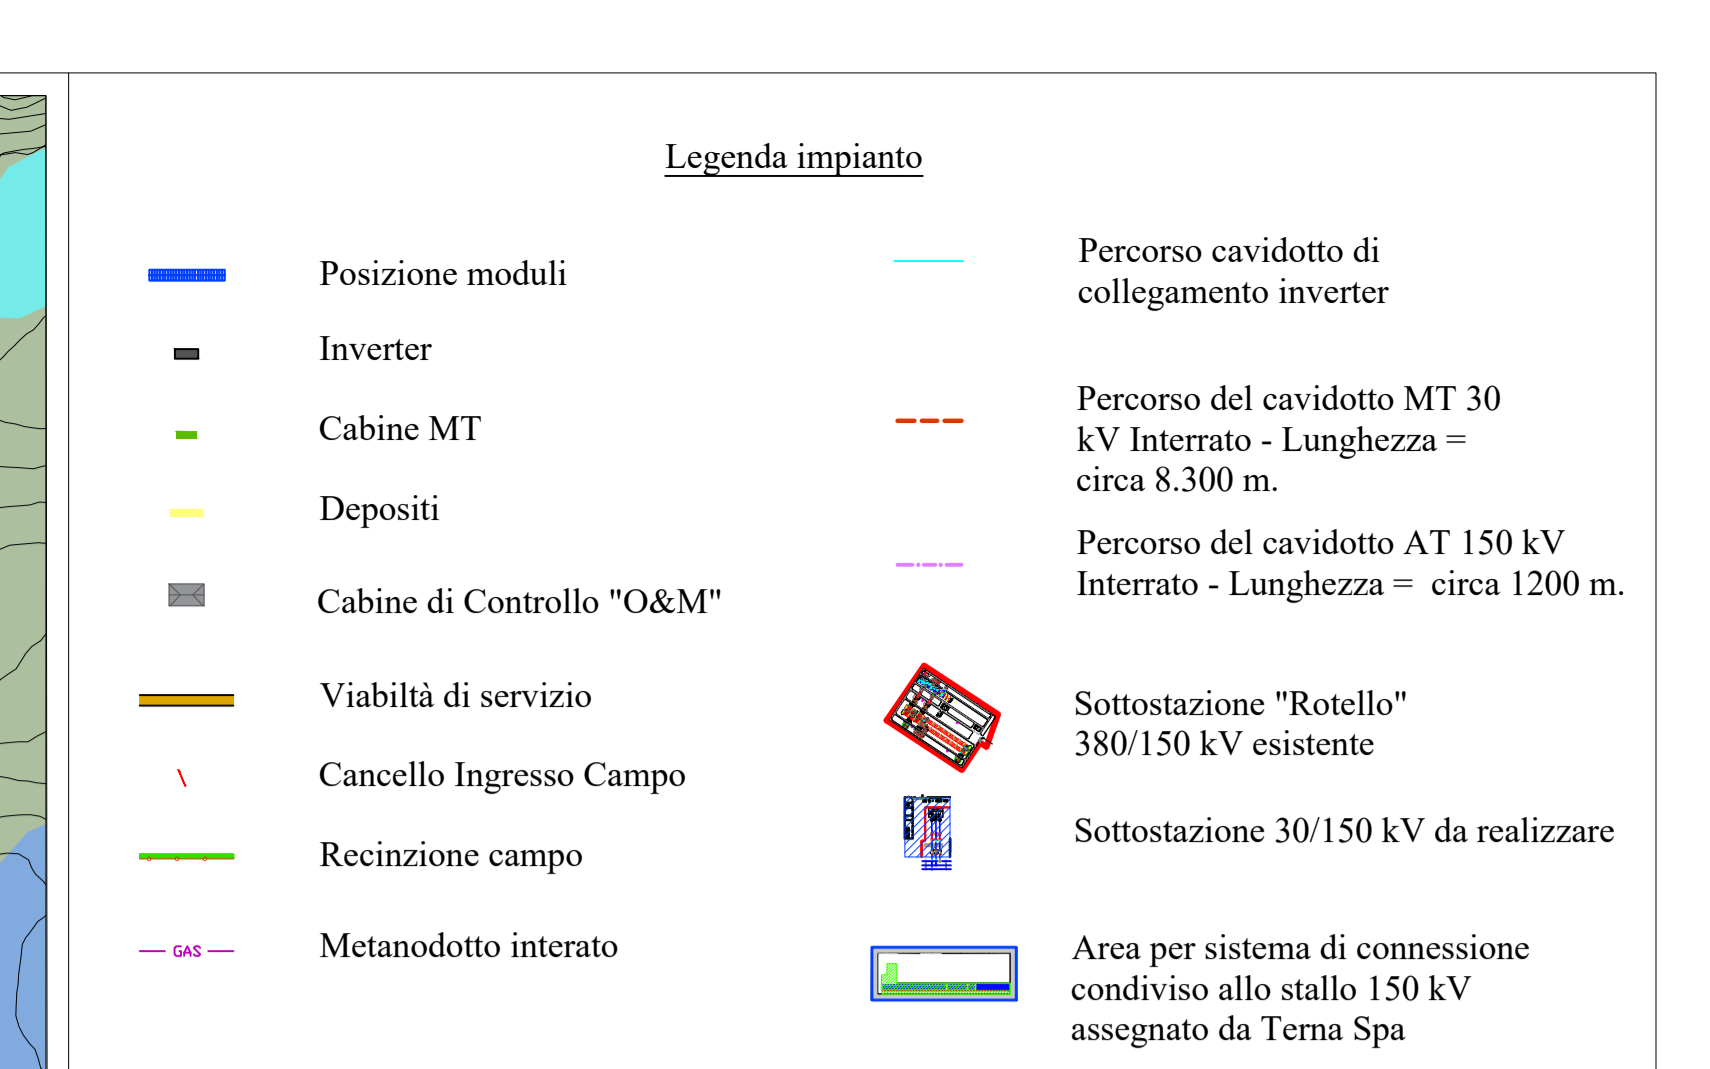 Legenda impianto
Posizione moduli
Inverter
Cabine MT
Depositi
Cabine di Controllo "O&M"
Viabiltà di servizio
Cancello Ingresso Campo
Recinzione campo
GAS
Metanodotto interato
Percorso cavidotto di
collegamento inverter
Percorso del cavidotto MT 30
kV Interrato - Lunghezza =
circa 8.300 m.
Percorso del cavidotto AT 150 kV
Interrato - Lunghezza = circa 1200 m.
Sottostazione "Rotello"
380/150 kV esistente
Sottostazione 30/150 kV da realizzare
Area per sistema di connessione
condiviso allo stallo 150 kV
assegnato da Terna Spa